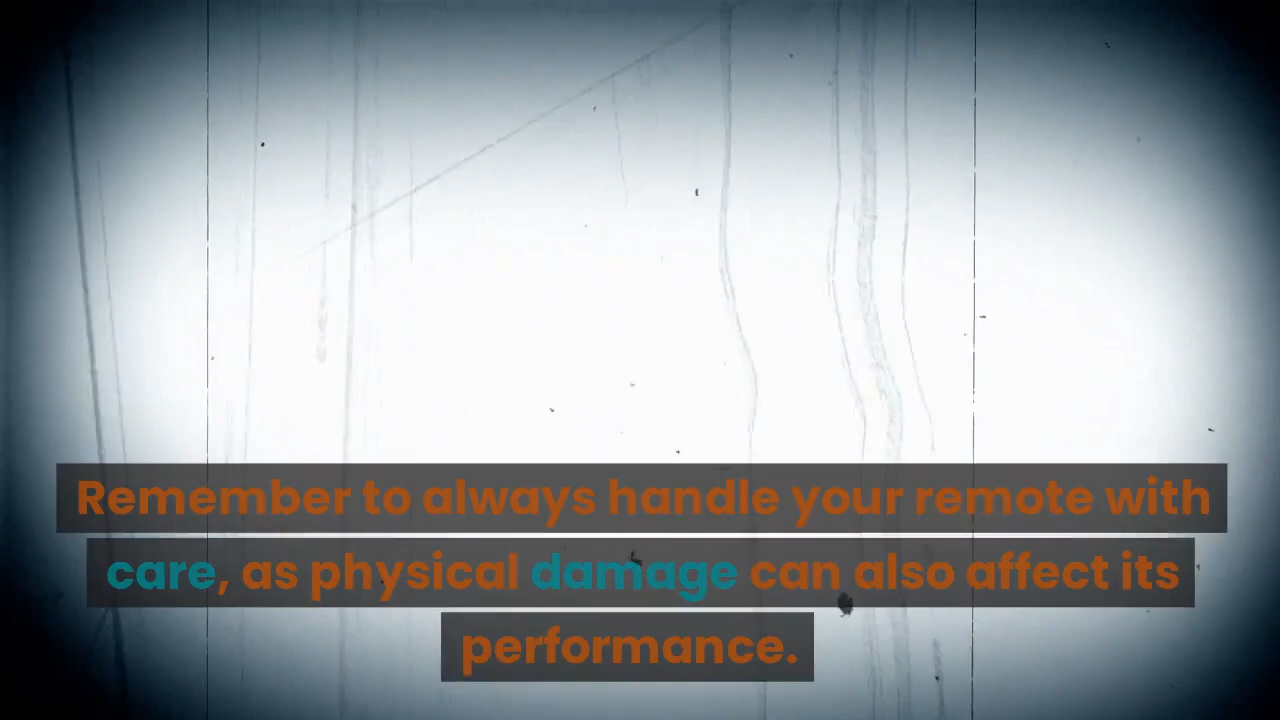 Remember to always handle your remote with
care, as physical damage can also affect its
performance.